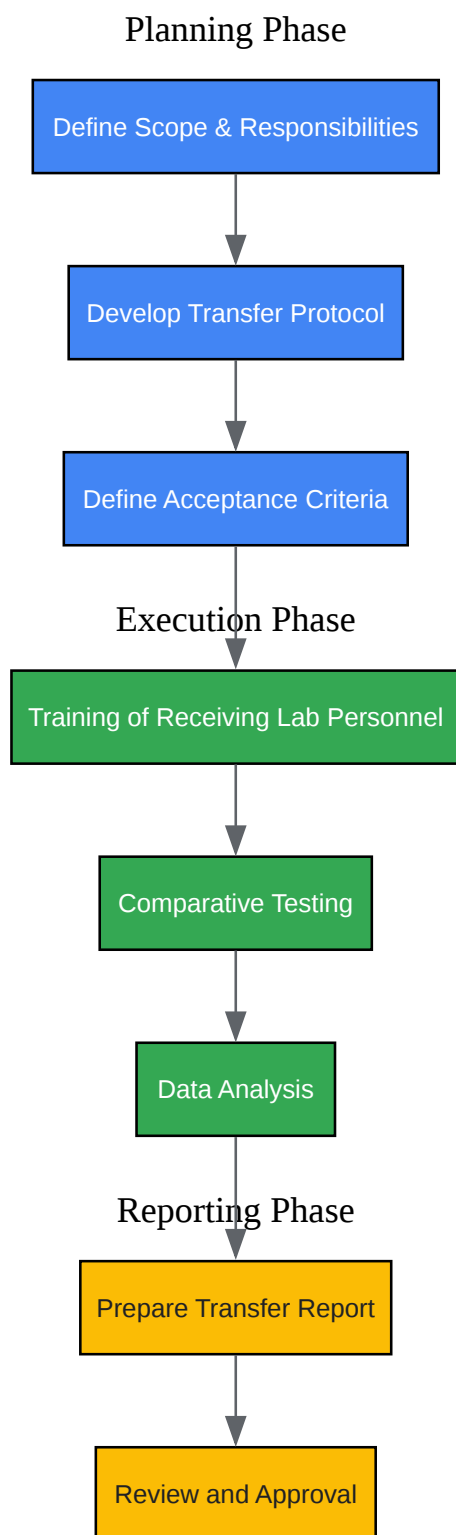 Planning Phase
Define Scope & Responsibilities
Develop Transfer Protocol
Define Acceptance Criteria
Execution Phase
Training of Receiving Lab Personnel
Comparative Testing
Data Analysis
Reporting Phase
Prepare Transfer Report
Review and Approval